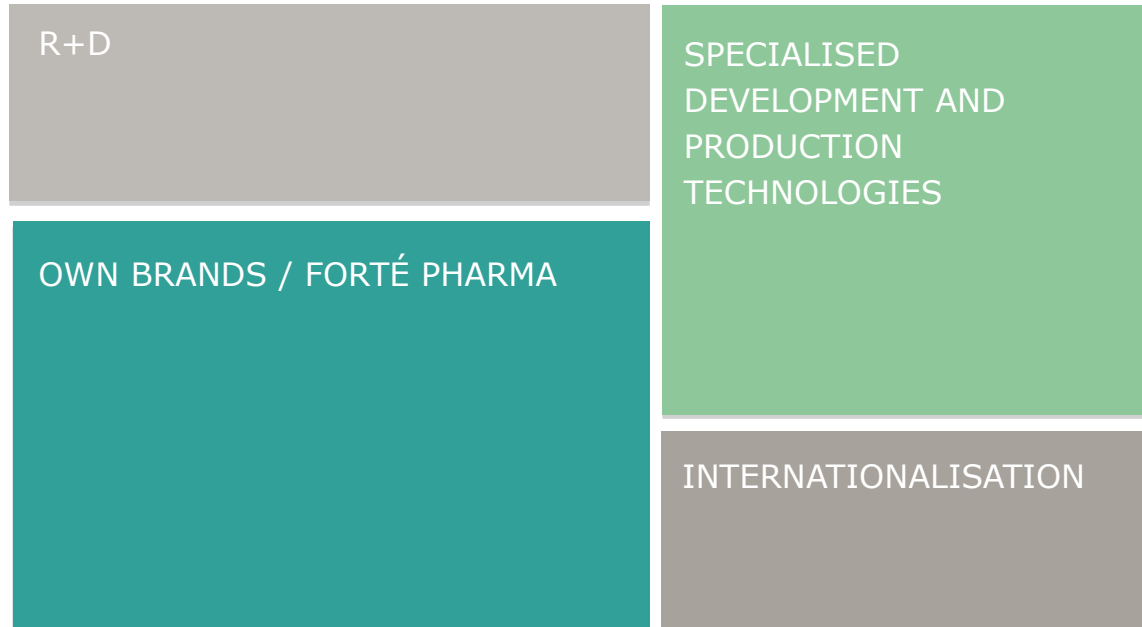 R+D
SPECIALISED
DEVELOPMENT AND
PRODUCTION
TECHNOLOGIES
OWN BRANDS / FORTÉ PHARMA
INTERNATIONALISATION